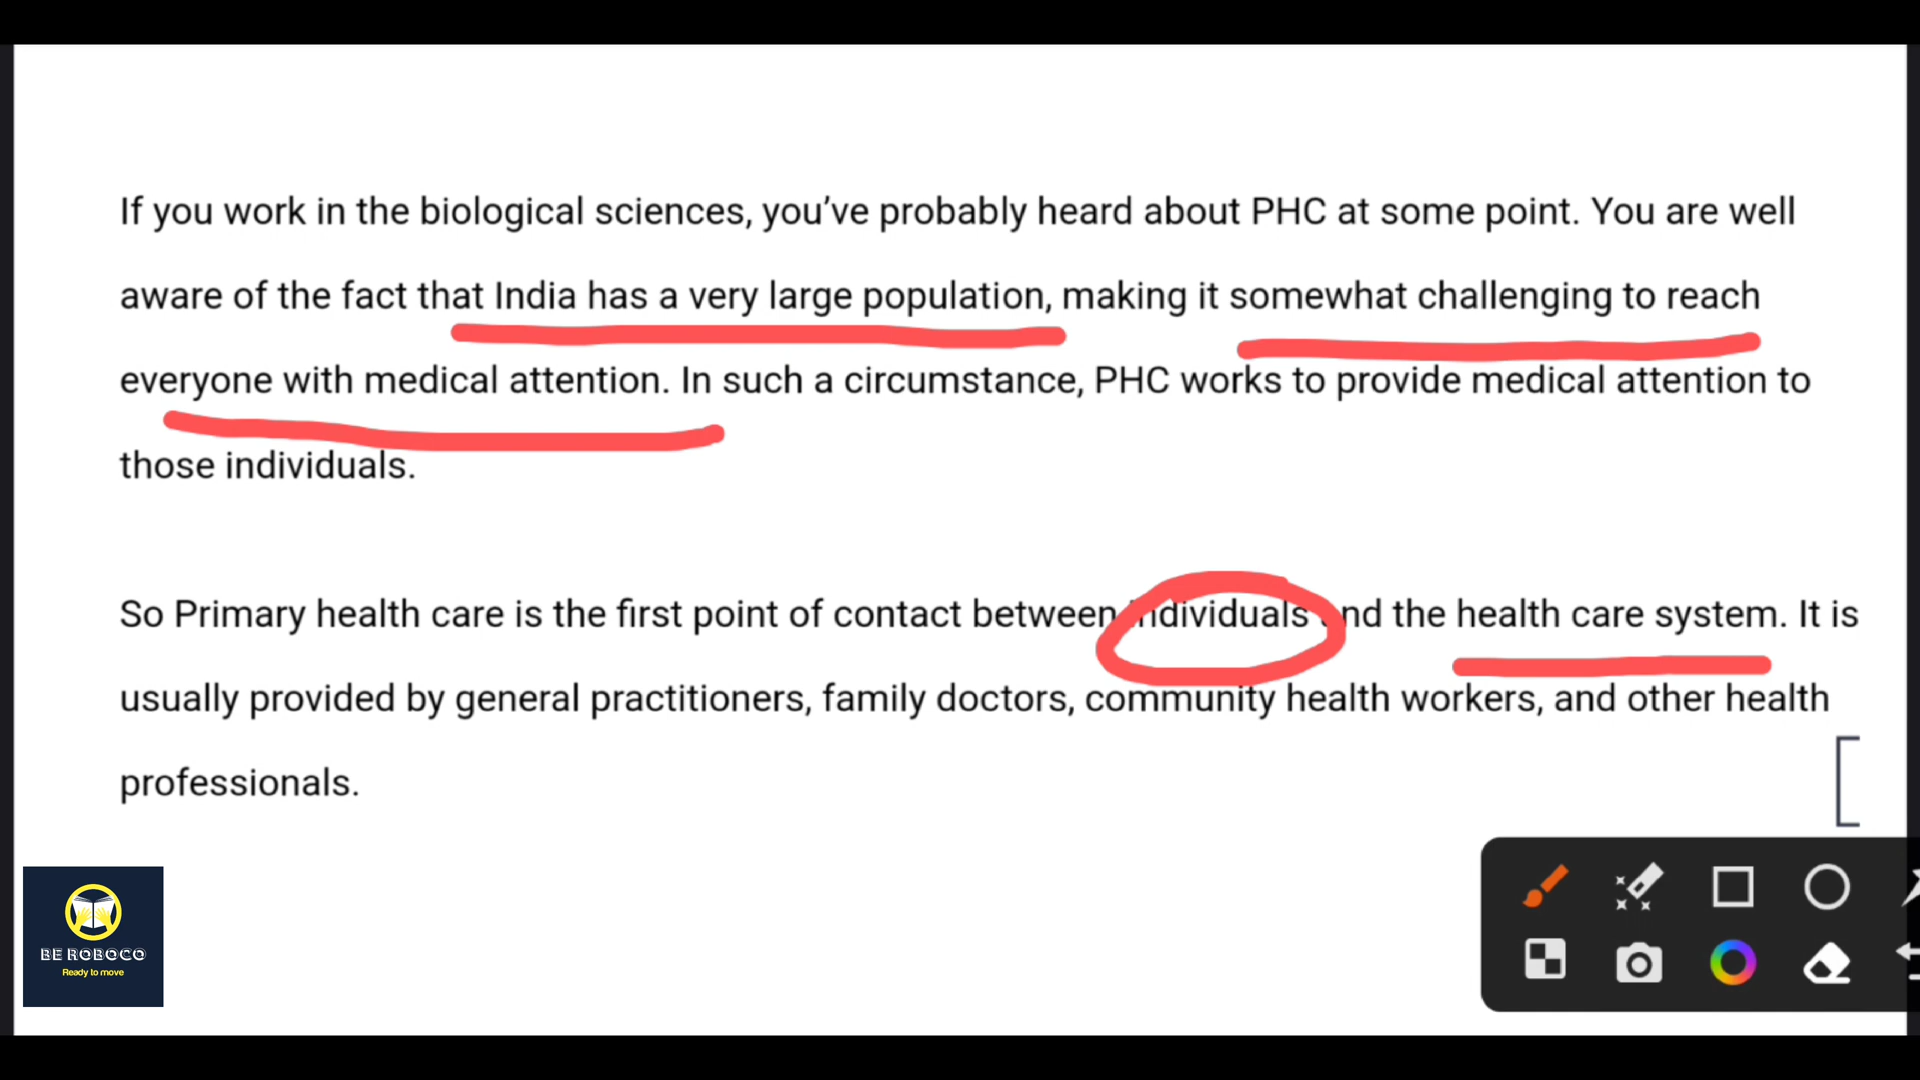 If you work in the biological sciences, you’ve probably heard about PHC at some point. You are well
aware of the fact that India has a very large population, making it somewhat challenging to reach
everyone with medical attention. In such a circumstance, PHC works to provide medical attention to
those individuals.
So Primary health care is the first point of contact between individuals and the health care system. It is
usually provided by general practitioners, family doctors, community health workers, and other health
professionals.
BE ROBOCO
Ready to move